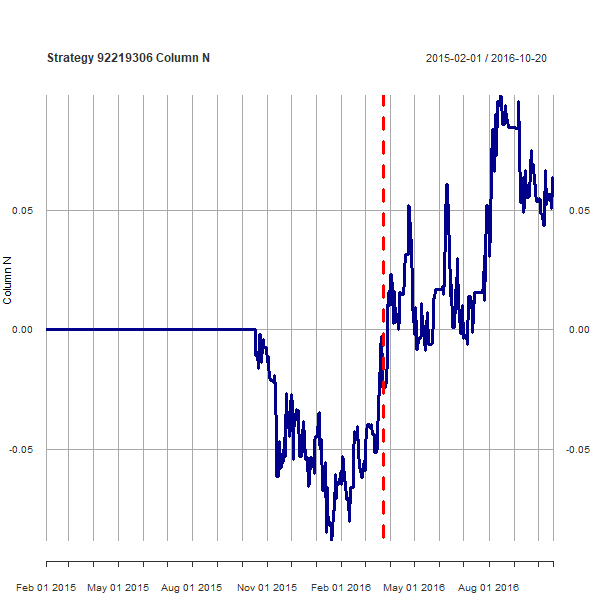 Strategy 92219306 Column N
2015-02-01 / 2016-10-20
Column N
0.05
0.05
0.00
0.00
-0.05
-0.05
Feb 01 2015
May 01 2015
Aug 01 2015
Nov 01 2015
Feb 01 2016
May 01 2016
Aug 01 2016